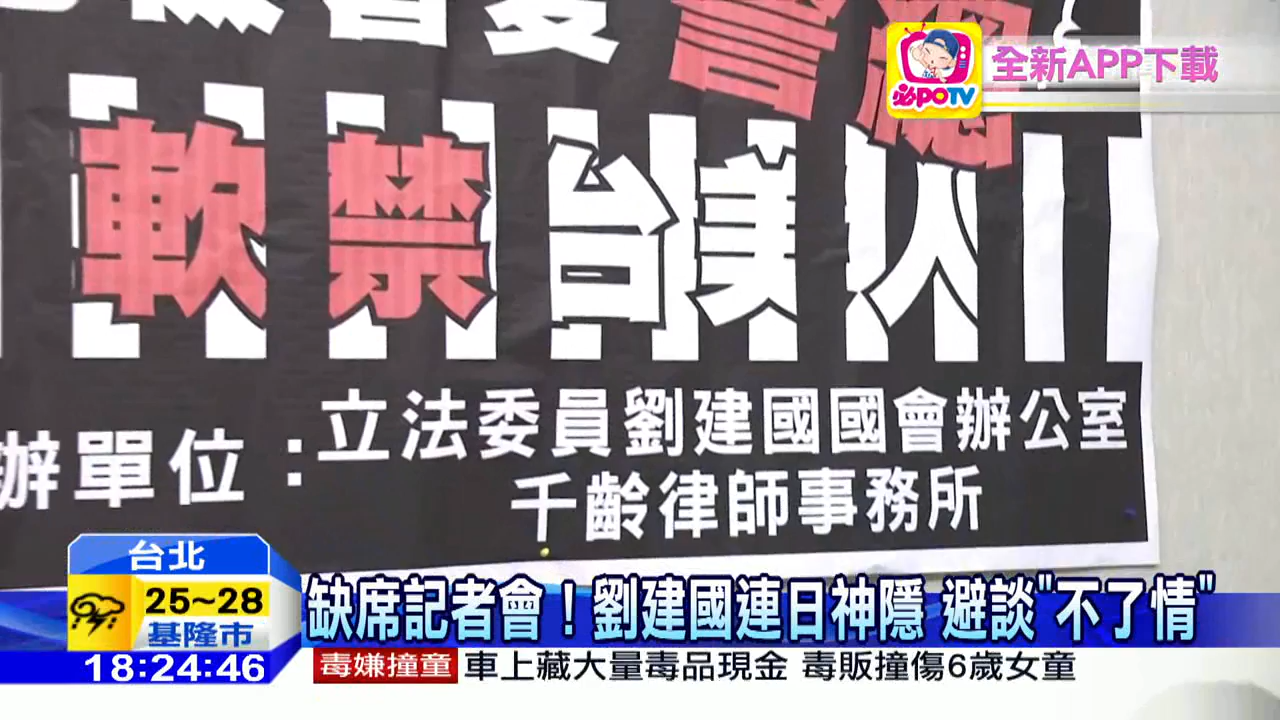 警總
軟禁台美人
辦單位：立法委員劉建國國會辦公室
千齡律師事務所
必POTV
全新APP下載
台北
25~28
基隆市
18:24:46
缺席記者會！劉建國連日神隱 避談"不了情"
毒嫌撞童 車上藏大量毒品現金 毒販撞傷6歲女童